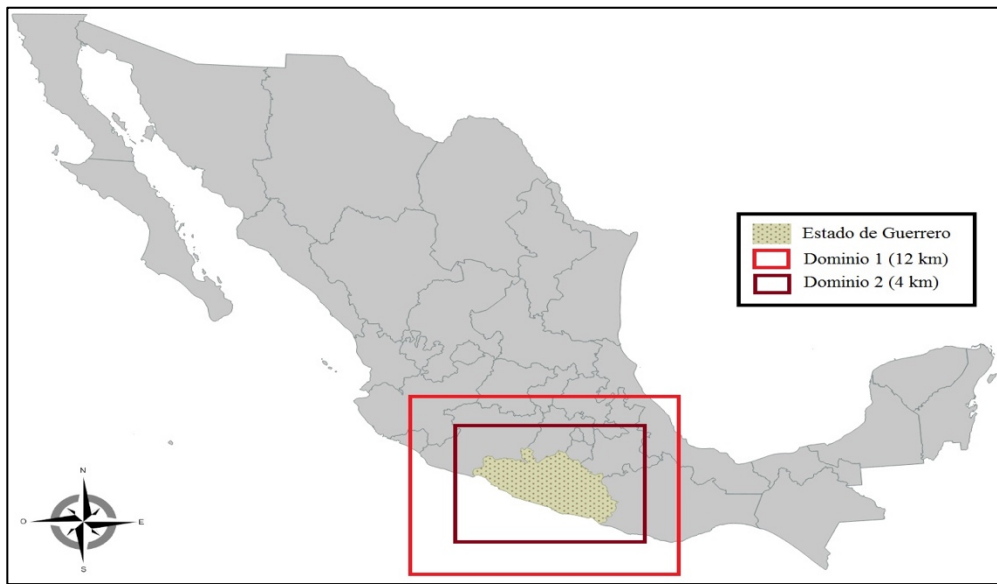 Estado de Guerrero
Dominio 1 (12 km)
Dominio 2 (4 km)
N
O
E
S